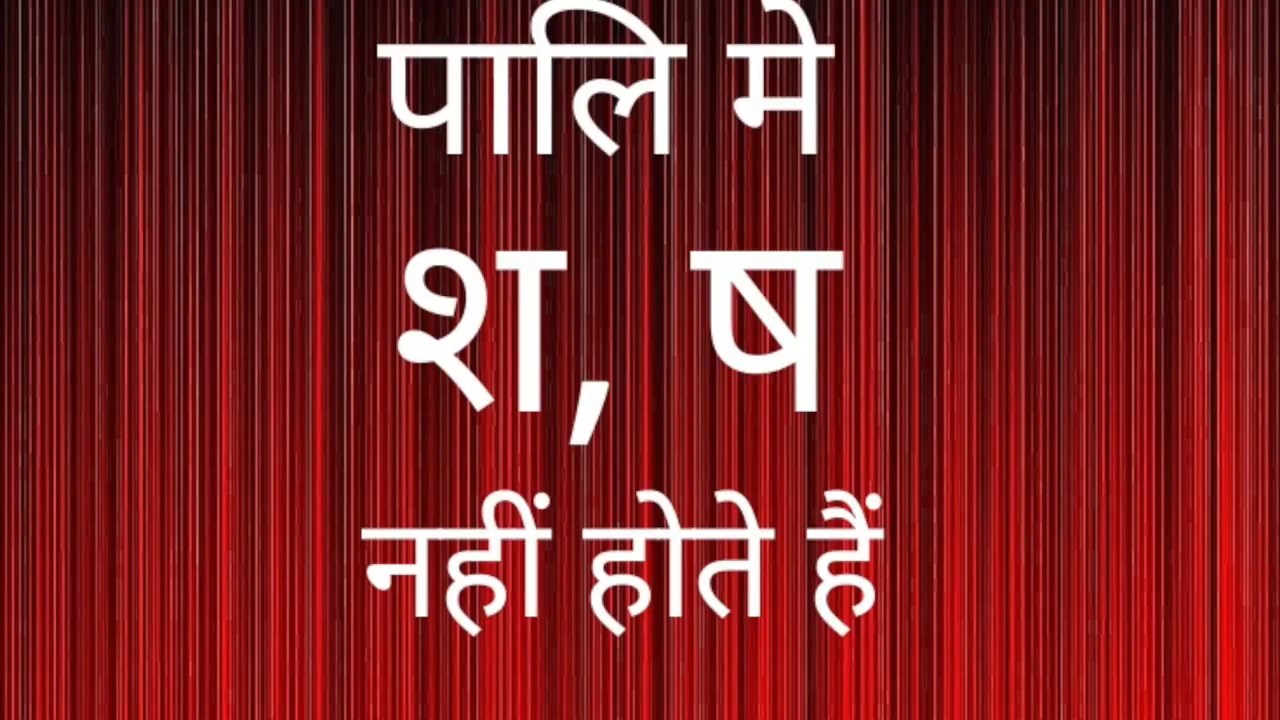 पालि मे
श, ष
नहीं होते हैं